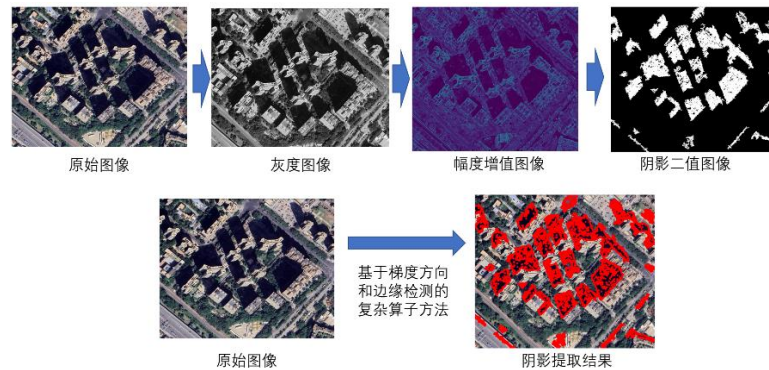 原始图像
灰度图像
幅度增值图像
阴影二值图像
基于梯度方向
和边缘检测的
复杂算子方法
原始图像
阴影提取结果